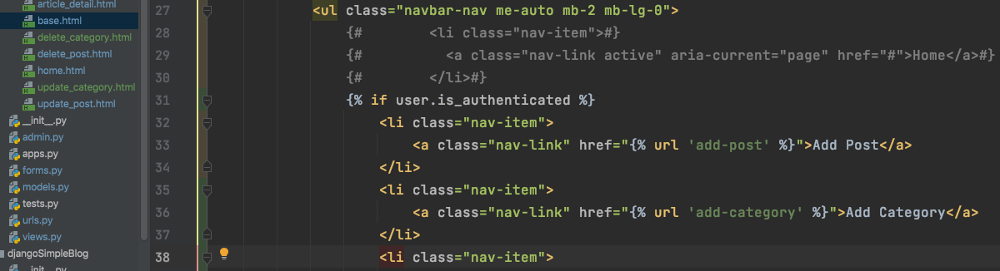 article_detail.html
base.html
delete_category.html
delete_post.html
home.html
update_category.html
update_post.html
__init__.py
admin.py
apps.py
forms.py
models.py
tests.py
urls.py
views.py
djangoSimpleBlog
__init__.py
27 <ul class="navbar-nav me-auto mb-2 mb-lg-0">
28 {#        <li class="nav-item">#}
29 {#          <a class="nav-link active" aria-current="page" href="#">Home</a>#}
30 {#        </li>#}
31 {% if user.is_authenticated %}
32 <li class="nav-item">
33 <a class="nav-link" href="{% url 'add-post' %}">Add Post</a>
34 </li>
35 <li class="nav-item">
36 <a class="nav-link" href="{% url 'add-category' %}">Add Category</a>
37 </li>
38 <li class="nav-item">